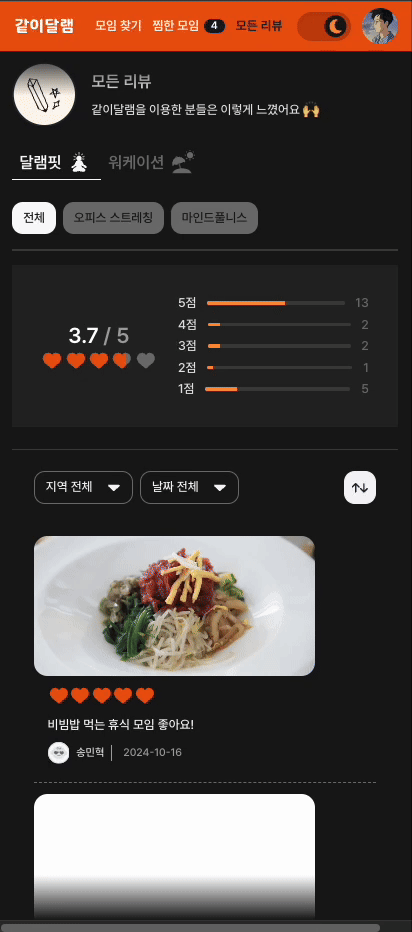 같이달램 모임 찾기 찜한 모임 4 모든 리뷰
모든 리뷰
같이달램을 이용한 분들은 이렇게 느꼈어요 🙌
달램핏 워케이션
전체 오피스 스트레칭 마인드풀니스
3.7 / 5
5점 13
4점 2
3점 2
2점 1
1점 5
지역 전체 날짜 전체
비빔밥 먹는 휴식 모임 좋아요!
송민혁 2024-10-16